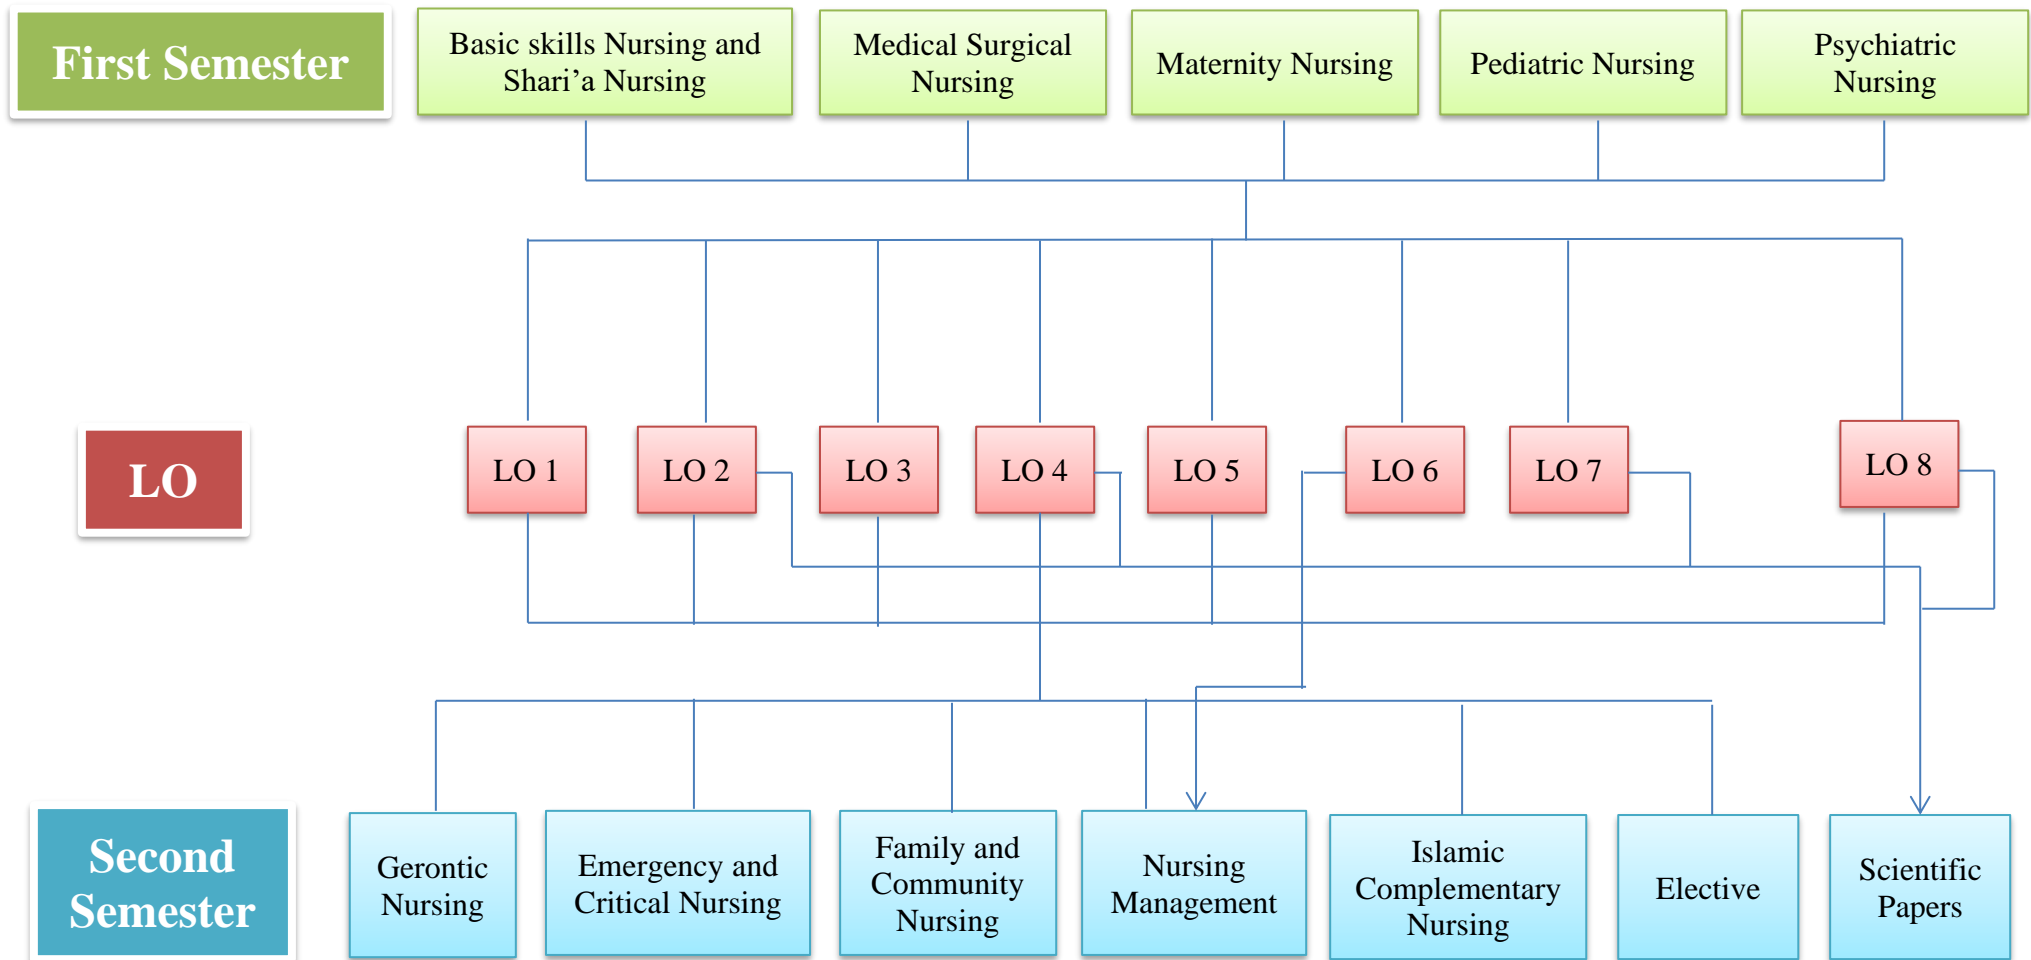 First Semester
Basic skills Nursing and
Shari’a Nursing
Medical Surgical
Nursing
Maternity Nursing
Pediatric Nursing
Psychiatric
Nursing
LO
LO 1
LO 2
LO 3
LO 4
LO 5
LO 6
LO 7
LO 8
Second
Semester
Gerontic
Nursing
Emergency and
Critical Nursing
Family and
Community
Nursing
Nursing
Management
Islamic
Complementary
Nursing
Elective
Scientific
Papers